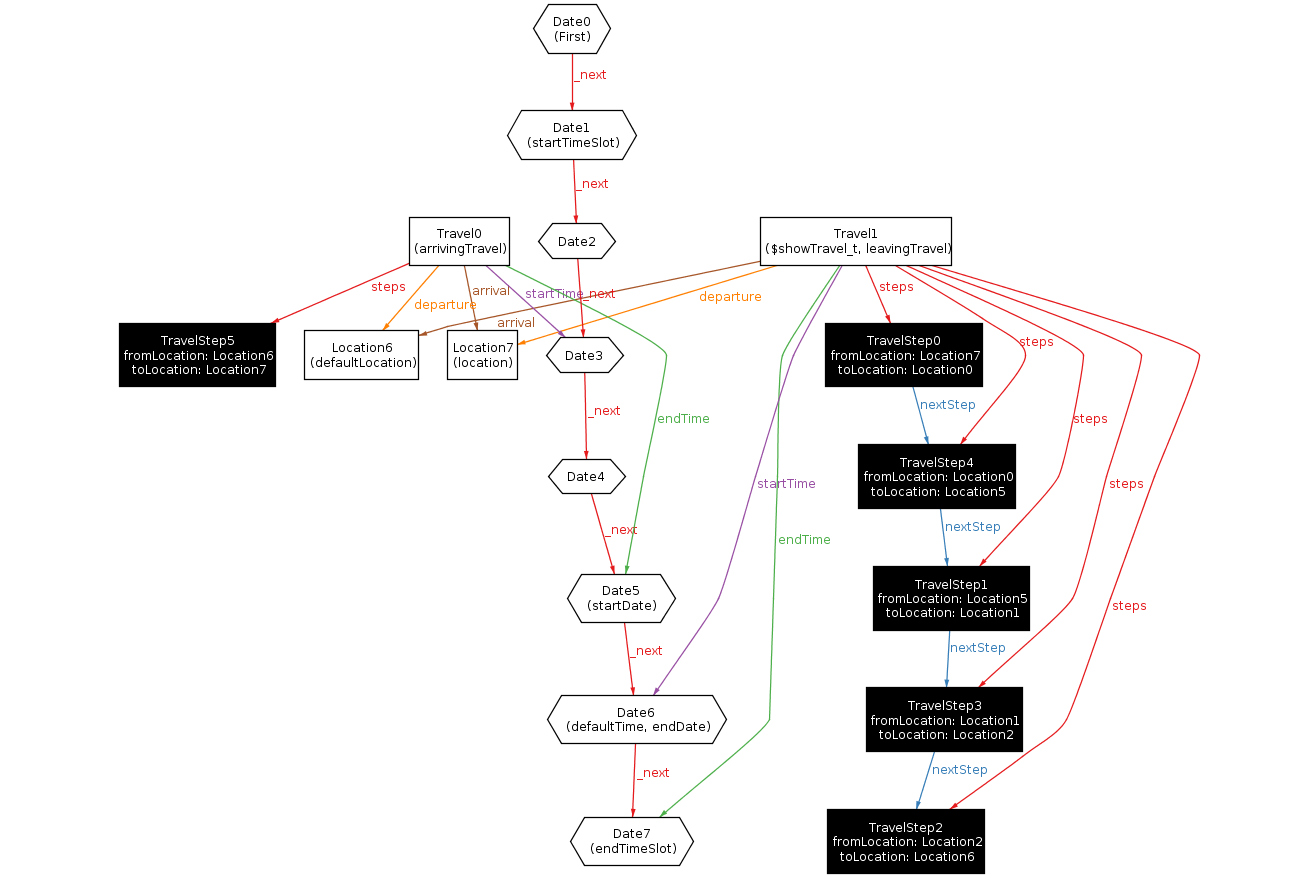 Date0
(First)
_next
Date1
(startTimeSlot)
_next
Travel0
(arrivingTravel)
Date2
Travel1
($showTravel_t, leavingTravel)
steps
departure
arrival
startTime
_next
arrival
departure
steps
TravelStep5
fromLocation: Location6
toLocation: Location7
Location6
(defaultLocation)
Location7
(location)
Date3
TravelStep0
fromLocation: Location7
toLocation: Location0
steps
_next
endTime
nextStep
steps
Date4
TravelStep4
fromLocation: Location0
toLocation: Location5
startTime
steps
_next
endTime
nextStep
Date5
(startDate)
TravelStep1
fromLocation: Location5
toLocation: Location1
steps
_next
nextStep
Date6
(defaultTime, endDate)
TravelStep3
fromLocation: Location1
toLocation: Location2
_next
nextStep
Date7
(endTimeSlot)
TravelStep2
fromLocation: Location2
toLocation: Location6